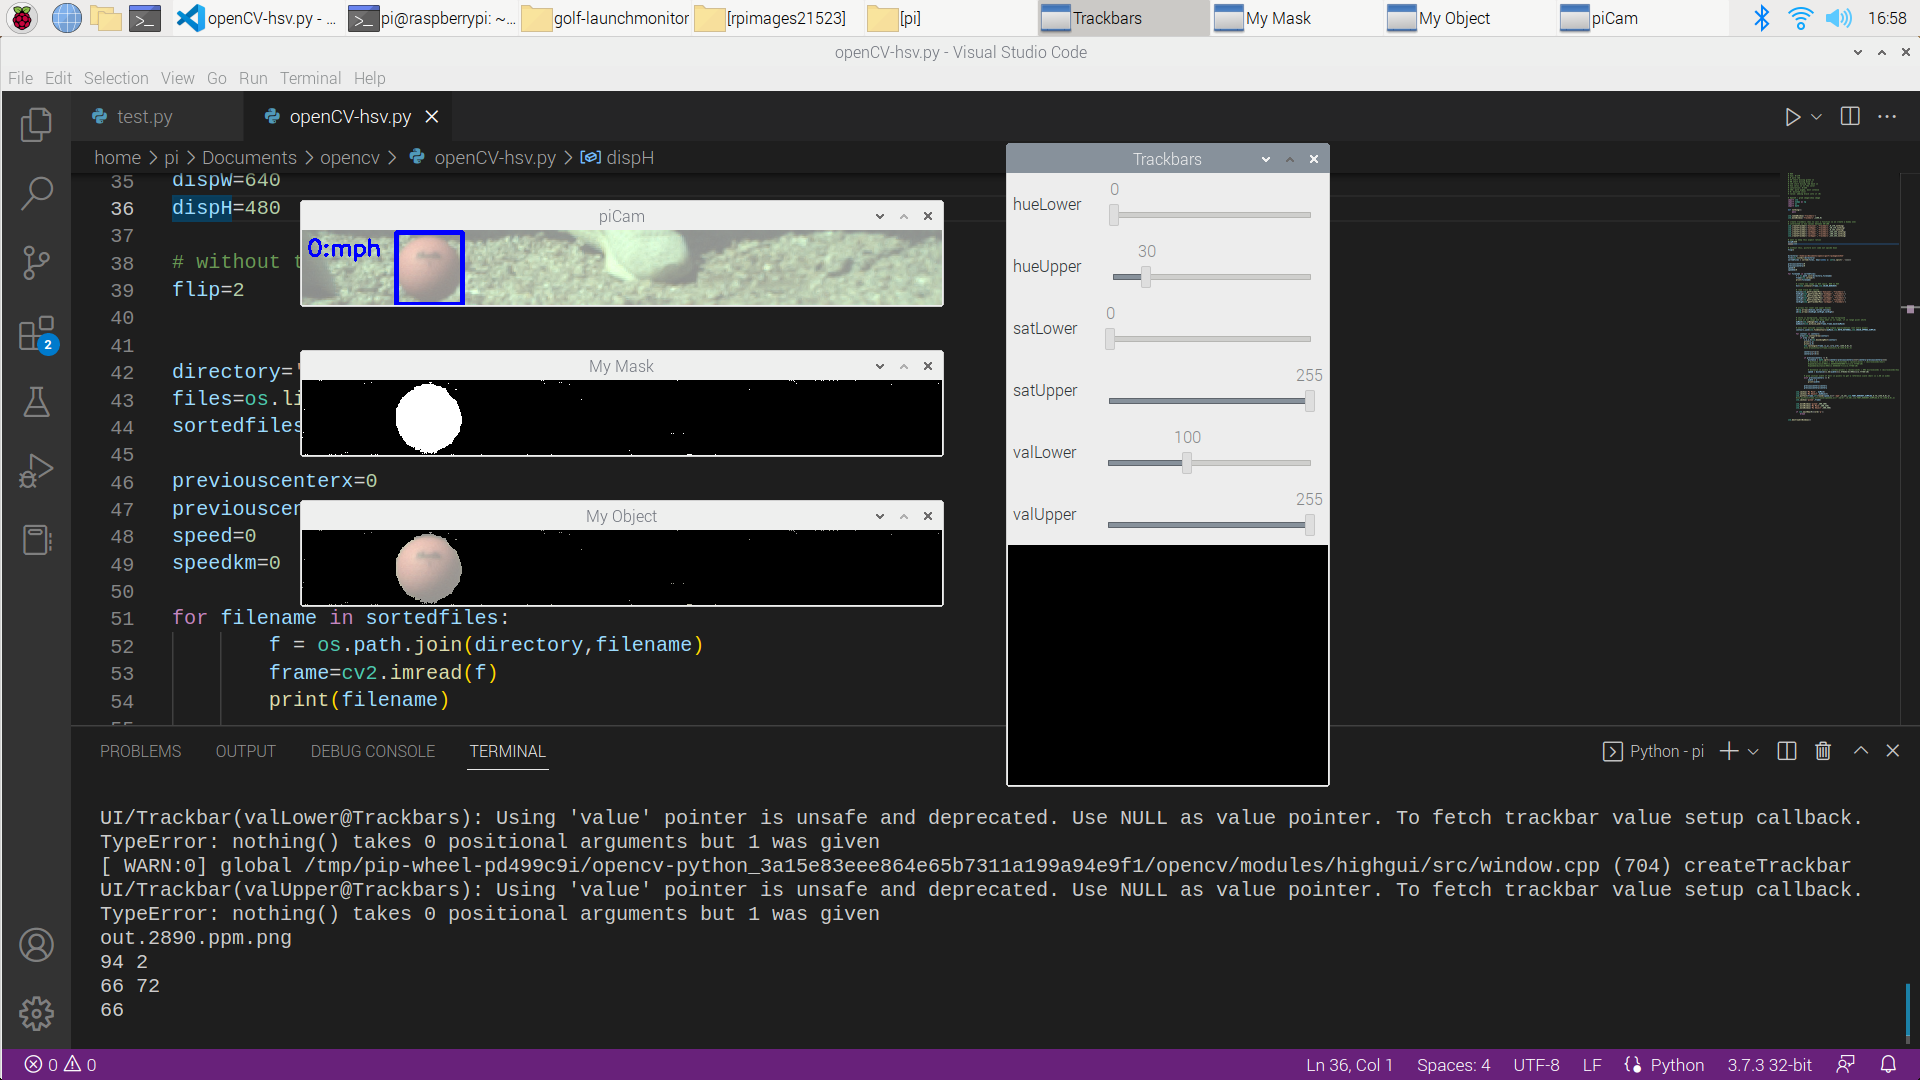 openCV-hsv.py - ...
pi@raspberrypi: ~...
golf-launchmonitor
[rpimages21523]
[pi]
Trackbars
My Mask
My Object
piCam
16:58
openCV-hsv.py - Visual Studio Code
File Edit Selection View Go Run Terminal Help
test.py
openCV-hsv.py
home > pi > Documents > opencv > openCV-hsv.py > dispH
35 dispW=640
36 dispH=480
37
38 # without t
39 flip=2
40
41
42 directory='
43 files=os.li
44 sortedfiles
45
46 previouscenterx=0
47 previouscen
48 speed=0
49 speedkm=0
50
51 for filename in sortedfiles:
52 f = os.path.join(directory,filename)
53 frame=cv2.imread(f)
54 print(filename)
piCam
0:mph
My Mask
My Object
Trackbars
0
hueLower
30
hueUpper
0
satLower
255
satUpper
100
valLower
255
valUpper
2
PROBLEMS OUTPUT DEBUG CONSOLE TERMINAL
Python - pi
UI/Trackbar(valLower@Trackbars): Using 'value' pointer is unsafe and deprecated. Use NULL as value pointer. To fetch trackbar value setup callback.
TypeError: nothing() takes 0 positional arguments but 1 was given
[ WARN:0] global /tmp/pip-wheel-pd499c9i/opencv-python_3a15e83eee864e65b7311a199a94e9f1/opencv/modules/highgui/src/window.cpp (704) createTrackbar
UI/Trackbar(valUpper@Trackbars): Using 'value' pointer is unsafe and deprecated. Use NULL as value pointer. To fetch trackbar value setup callback.
TypeError: nothing() takes 0 positional arguments but 1 was given
out.2890.ppm.png
94 2
66 72
66
0 0
Ln 36, Col 1
Spaces: 4
UTF-8
LF
Python
3.7.3 32-bit